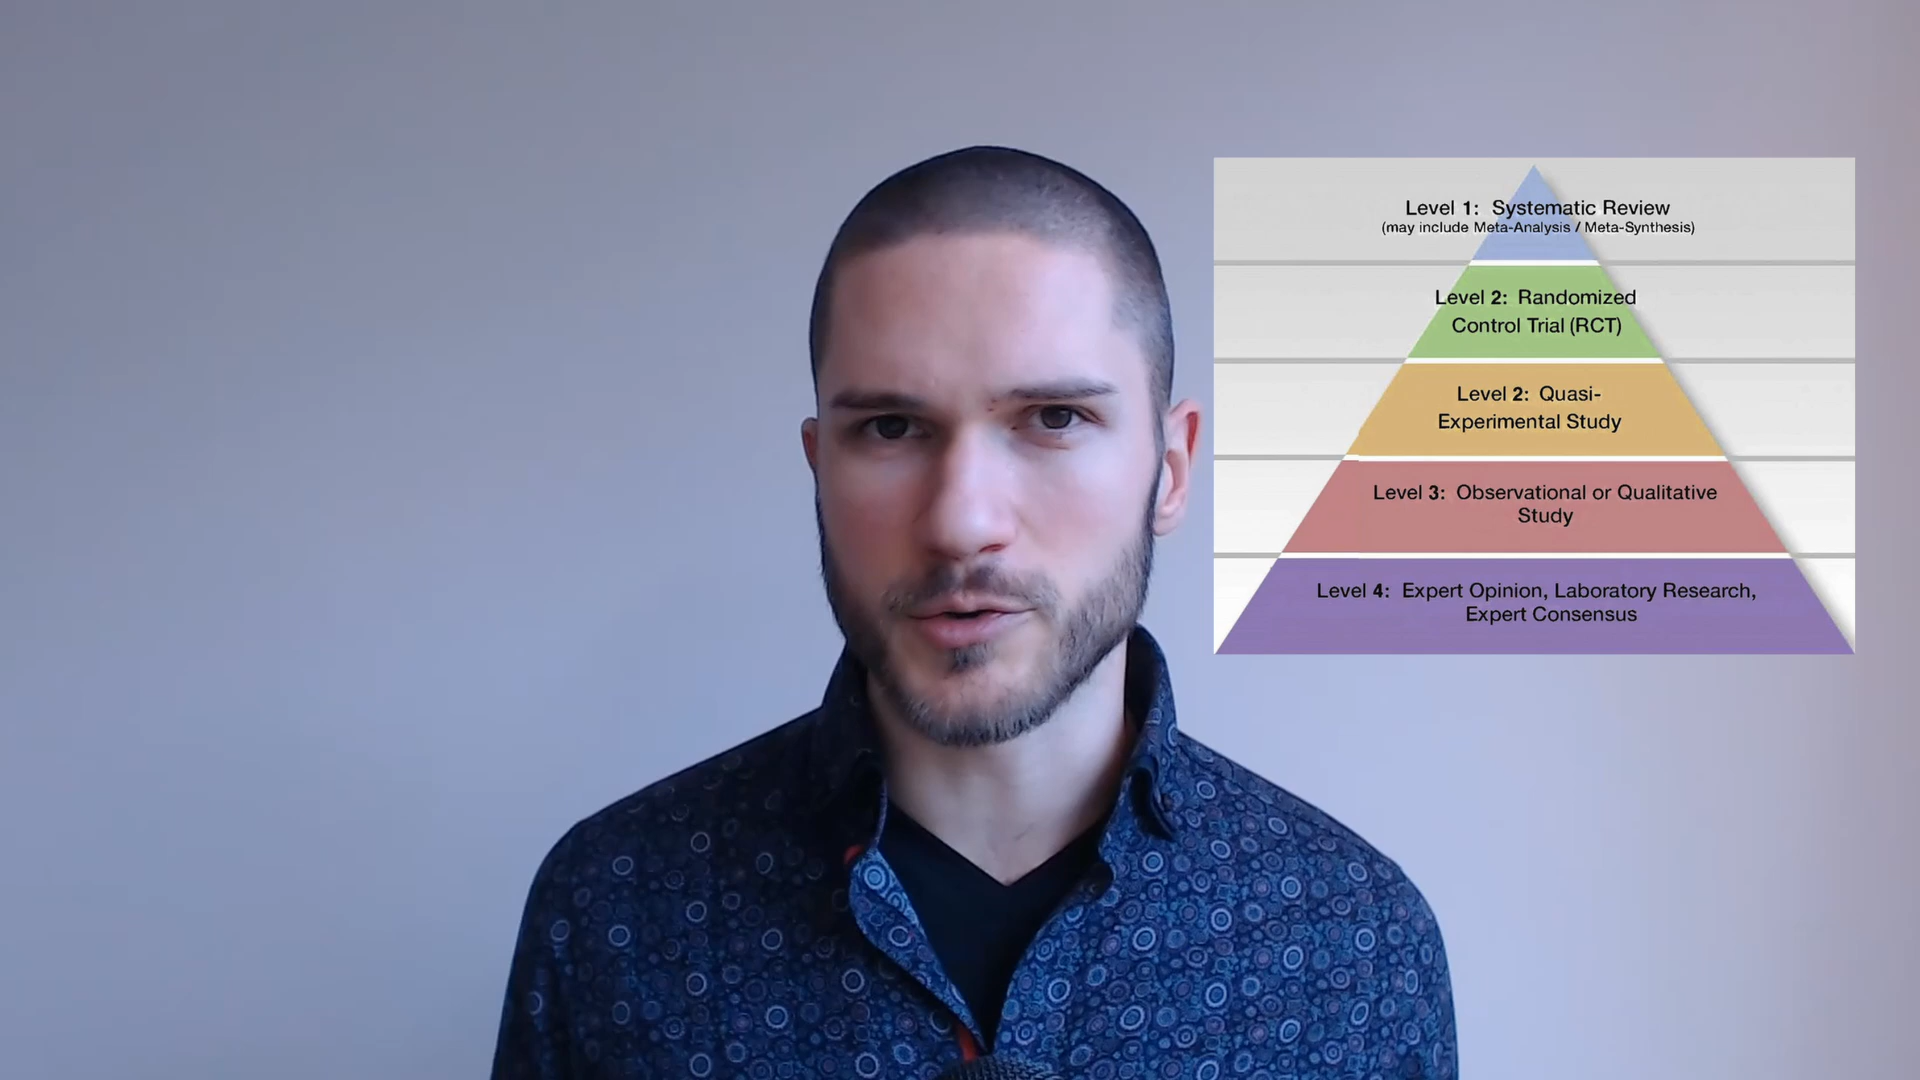 Level 1: Systematic Review
(may include Meta-Analysis / Meta-Synthesis)
Level 2: Randomized
Control Trial (RCT)
Level 2: Quasi-
Experimental Study
Level 3: Observational or Qualitative
Study
Level 4: Expert Opinion, Laboratory Research,
Expert Consensus